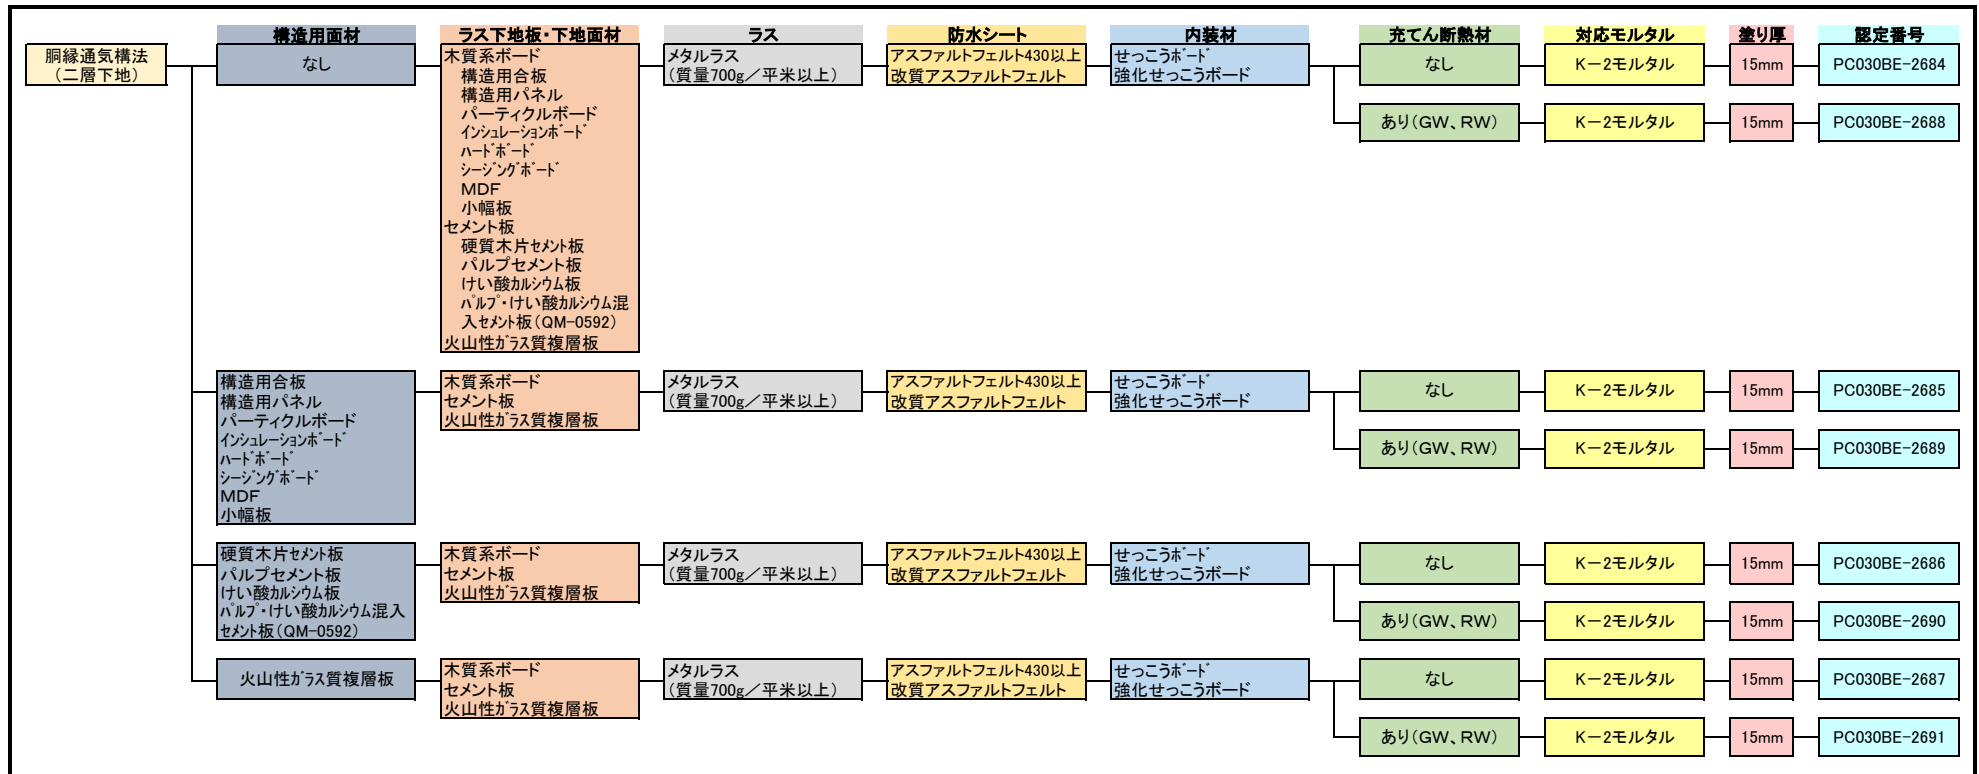 構造用面材
ラス下地板・下地面材
ラス
防水シート
内装材
充てん断熱材
対応モルタル
塗り厚
認定番号
胴縁通気構法
（二層下地）
なし
木質系ボード
構造用合板
構造用パネル
パーティクルボード
ｲﾝｼｭﾚｰｼｮﾝﾎﾞｰﾄﾞ
ﾊｰﾄﾞﾎﾞｰﾄﾞ
ｼｰｼﾞﾝｸﾞﾎﾞｰﾄﾞ
ＭＤＦ
小幅板
セメント板
硬質木片ｾﾒﾝﾄ板
パルプセメント板
けい酸ｶﾙｼｳﾑ板
ﾊﾟﾙﾌﾟ・けい酸ｶﾙｼｳﾑ混
入ｾﾒﾝﾄ板（QM-0592）
火山性ｶﾞﾗｽ質複層板
メタルラス
（質量700g／平米以上）
アスファルトフェルト430以上
改質アスファルトフェルト
せっこうﾎﾞｰﾄﾞ
強化せっこうボード
なし
Ｋ－2モルタル
15mm
PC030BE-2684
あり（ＧＷ、ＲＷ）
Ｋ－2モルタル
15mm
PC030BE-2688
構造用合板
構造用パネル
パーティクルボード
ｲﾝｼｭﾚｰｼｮﾝﾎﾞｰﾄﾞ
ﾊｰﾄﾞﾎﾞｰﾄﾞ
ｼｰｼﾞﾝｸﾞﾎﾞｰﾄﾞ
ＭＤＦ
小幅板
木質系ボード
セメント板
火山性ｶﾞﾗｽ質複層板
メタルラス
（質量700g／平米以上）
アスファルトフェルト430以上
改質アスファルトフェルト
せっこうﾎﾞｰﾄﾞ
強化せっこうボード
なし
Ｋ－2モルタル
15mm
PC030BE-2685
あり（ＧＷ、ＲＷ）
Ｋ－2モルタル
15mm
PC030BE-2689
硬質木片ｾﾒﾝﾄ板
パルプセメント板
けい酸ｶﾙｼｳﾑ板
ﾊﾟﾙﾌﾟ・けい酸ｶﾙｼｳﾑ混入
ｾﾒﾝﾄ板（QM-0592）
木質系ボード
セメント板
火山性ｶﾞﾗｽ質複層板
メタルラス
（質量700g／平米以上）
アスファルトフェルト430以上
改質アスファルトフェルト
せっこうﾎﾞｰﾄﾞ
強化せっこうボード
なし
Ｋ－2モルタル
15mm
PC030BE-2686
あり（ＧＷ、ＲＷ）
Ｋ－2モルタル
15mm
PC030BE-2690
火山性ｶﾞﾗｽ質複層板
木質系ボード
セメント板
火山性ｶﾞﾗｽ質複層板
メタルラス
（質量700g／平米以上）
アスファルトフェルト430以上
改質アスファルトフェルト
せっこうﾎﾞｰﾄﾞ
強化せっこうボード
なし
Ｋ－2モルタル
15mm
PC030BE-2687
あり（ＧＷ、ＲＷ）
Ｋ－2モルタル
15mm
PC030BE-2691